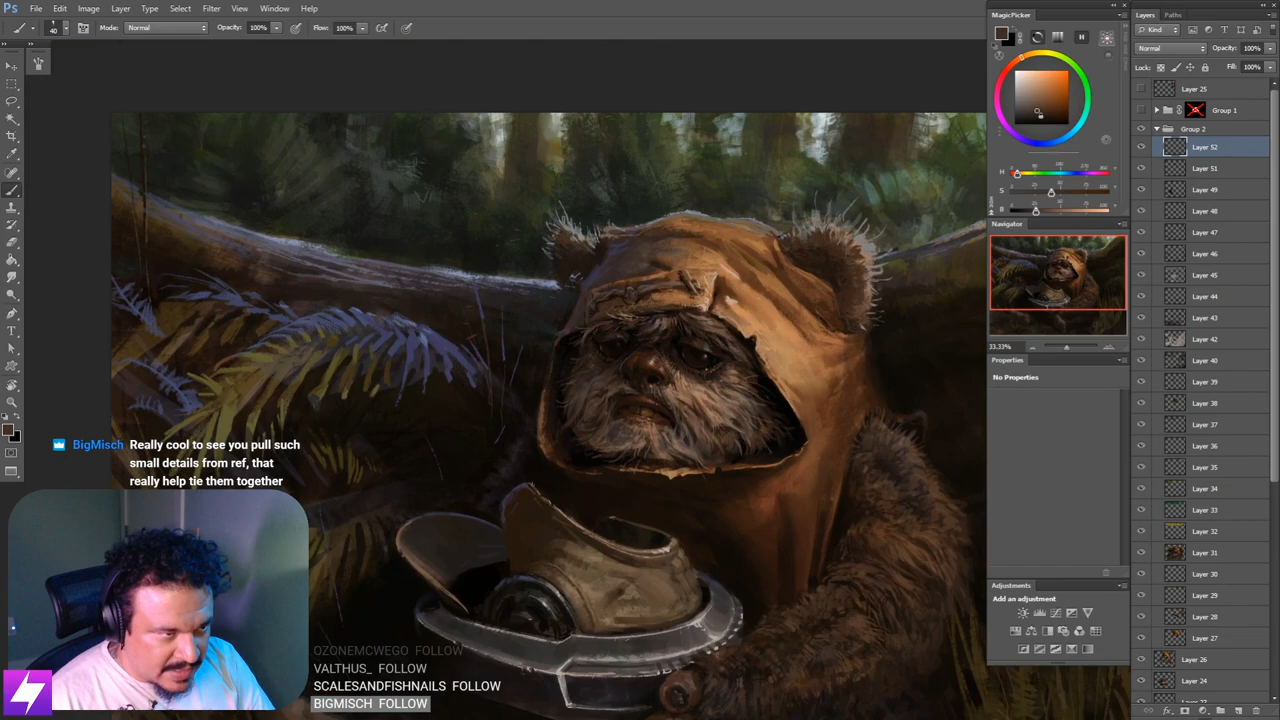 Ps File Edit Image Layer Type Select Filter View Window Help
40 Mode: Normal Opacity: 100% Flow: 100%
MagicPicker
H
H
S
B
Navigator
33.33%
Properties
No Properties
Adjustments
Add an adjustment
Layers Paths
Kind
Normal Opacity: 100%
Lock: Fill: 100%
Layer 25
Group 1
Group 2
Layer 52
Layer 51
Layer 49
Layer 48
Layer 47
Layer 46
Layer 45
Layer 44
Layer 43
Layer 42
Layer 40
Layer 39
Layer 38
Layer 37
Layer 36
Layer 35
Layer 34
Layer 33
Layer 32
Layer 31
Layer 30
Layer 29
Layer 28
Layer 27
Layer 26
Layer 24
BigMisch Really cool to see you pull such
small details from ref, that
really help tie them together
OZONEMCWEGO FOLLOW
VALTHUS_ FOLLOW
SCALESANDFISHNAILS FOLLOW
BIGMISCH FOLLOW